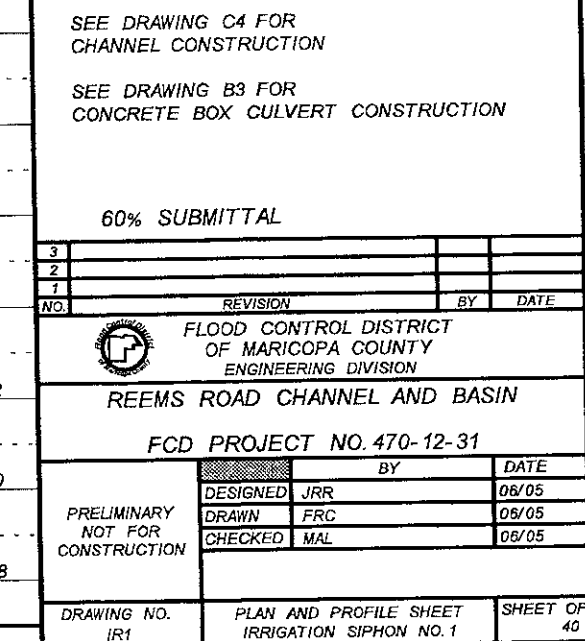 SEE DRAWING C4 FOR
CHANNEL CONSTRUCTION
SEE DRAWING B3 FOR
CONCRETE BOX CULVERT CONSTRUCTION
60% SUBMITTAL
3
2
1
NO. REVISION BY DATE
FLOOD CONTROL DISTRICT
OF MARICOPA COUNTY
ENGINEERING DIVISION
REEMS ROAD CHANNEL AND BASIN
FCD PROJECT NO. 470-12-31
BY DATE
DESIGNED JRR 06/05
DRAWN FRC 06/05
CHECKED MAL 06/05
PRELIMINARY
NOT FOR
CONSTRUCTION
DRAWING NO.
IR1
PLAN AND PROFILE SHEET
IRRIGATION SIPHON NO. 1
SHEET OF
40